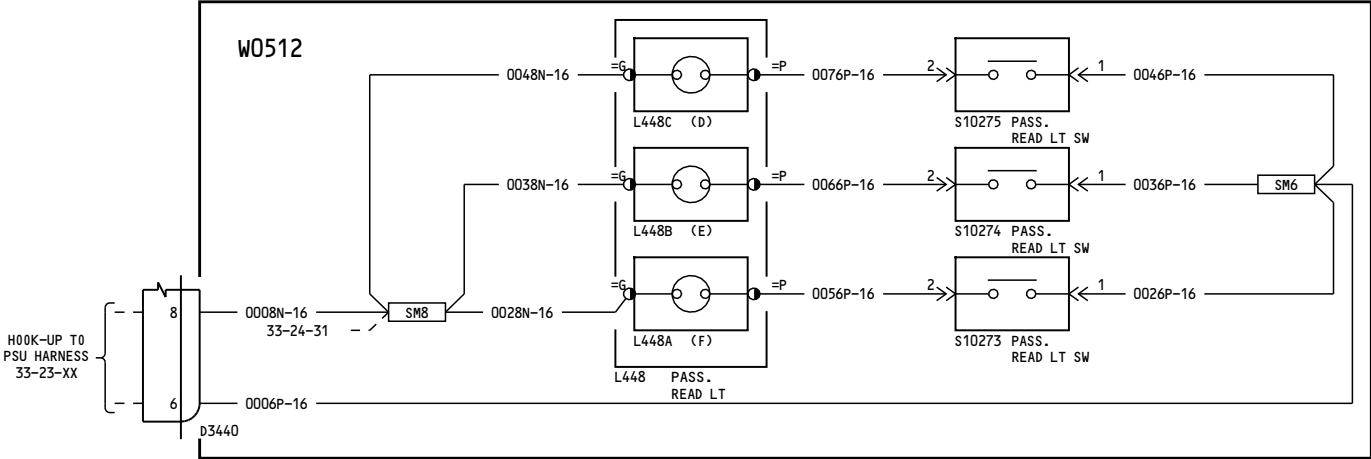 W0512
=G
0048N-16
=P
0076P-16
2
1
0046P-16
L448C (D)
S10275 PASS.
READ LT SW
=G
0038N-16
=P
0066P-16
2
1
0036P-16
SM6
L448B (E)
S10274 PASS.
READ LT SW
=G
=P
0056P-16
2
1
0026P-16
8
0008N-16
SM8
0028N-16
33-24-31
L448A (F)
S10273 PASS.
READ LT SW
HOOK-UP TO
PSU HARNESS
33-23-XX
L448 PASS.
READ LT
6
0006P-16
D3440